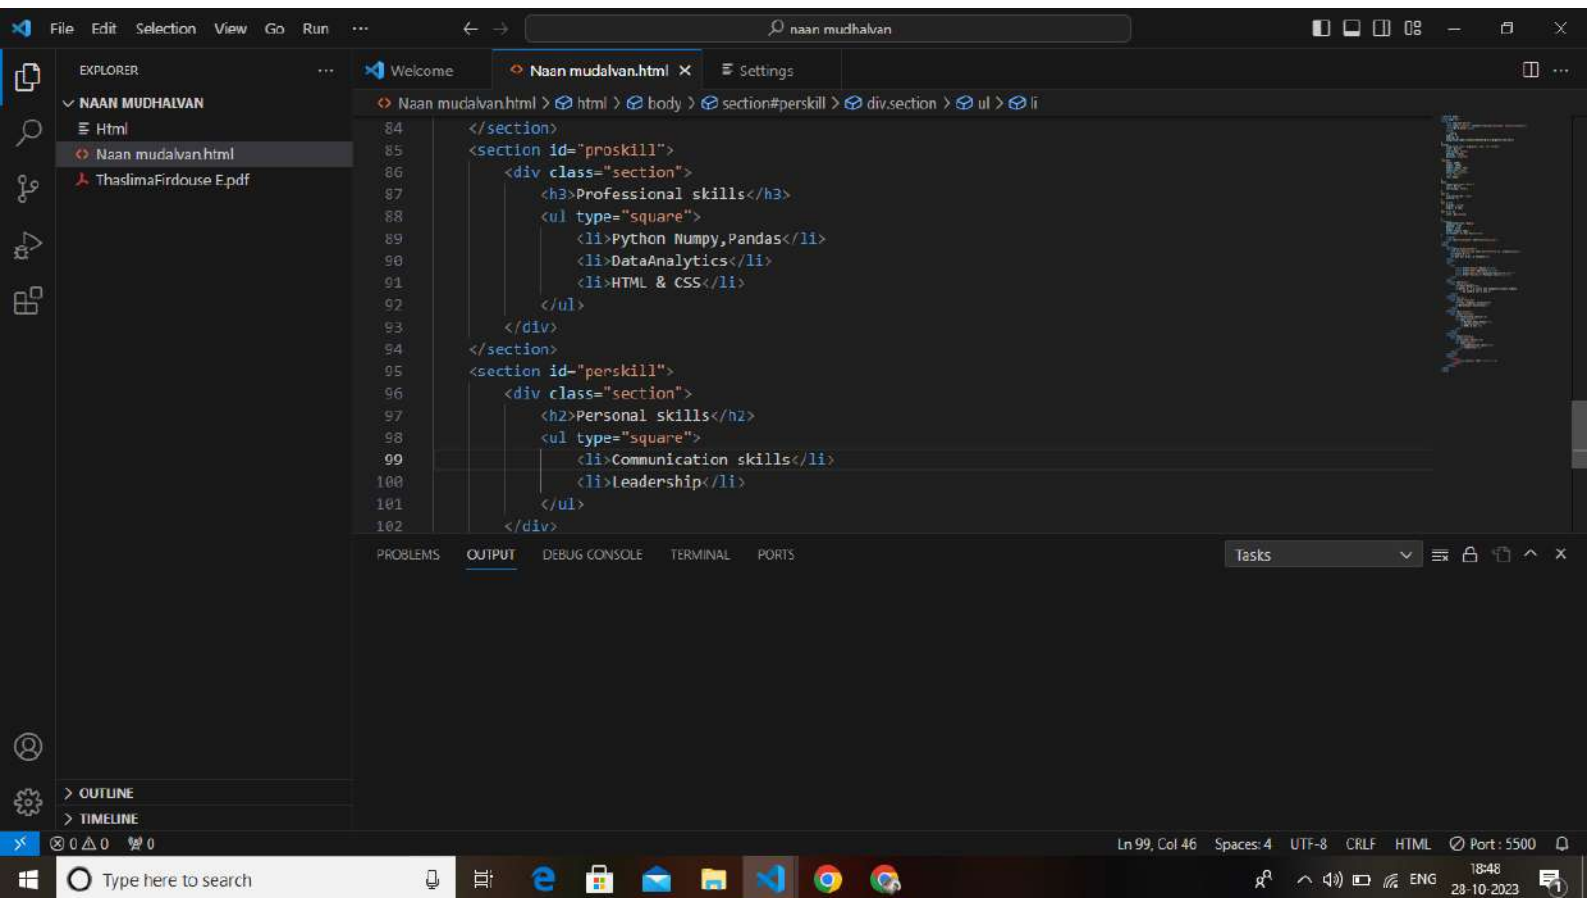 File Edit Selection View Go Run ··· naan mudhalvan
EXPLORER ···
NAAN MUDHALVAN
Html
Naan mudalvan.html
ThaslimaFirdouse E.pdf
OUTLINE
TIMELINE
Welcome Naan mudalvan.html Settings
Naan mudalvan.html > html > body > section#perskill > div.section > ul > li
84 </section>
85 <section id="proskill">
86 <div class="section">
87 <h3>Professional skills</h3>
88 <ul type="square">
89 <li>Python Numpy,Pandas</li>
90 <li>DataAnalytics</li>
91 <li>HTML & CSS</li>
92 </ul>
93 </div>
94 </section>
95 <section id="perskill">
96 <div class="section">
97 <h2>Personal skills</h2>
98 <ul type="square">
99 <li>Communication skills</li>
100 <li>Leadership</li>
101 </ul>
102 </div>
PROBLEMS OUTPUT DEBUG CONSOLE TERMINAL PORTS Tasks
0 0 0 Ln 99, Col 46 Spaces: 4 UTF-8 CRLF HTML Port : 5500
Type here to search ENG 18:48
28-10-2023 1